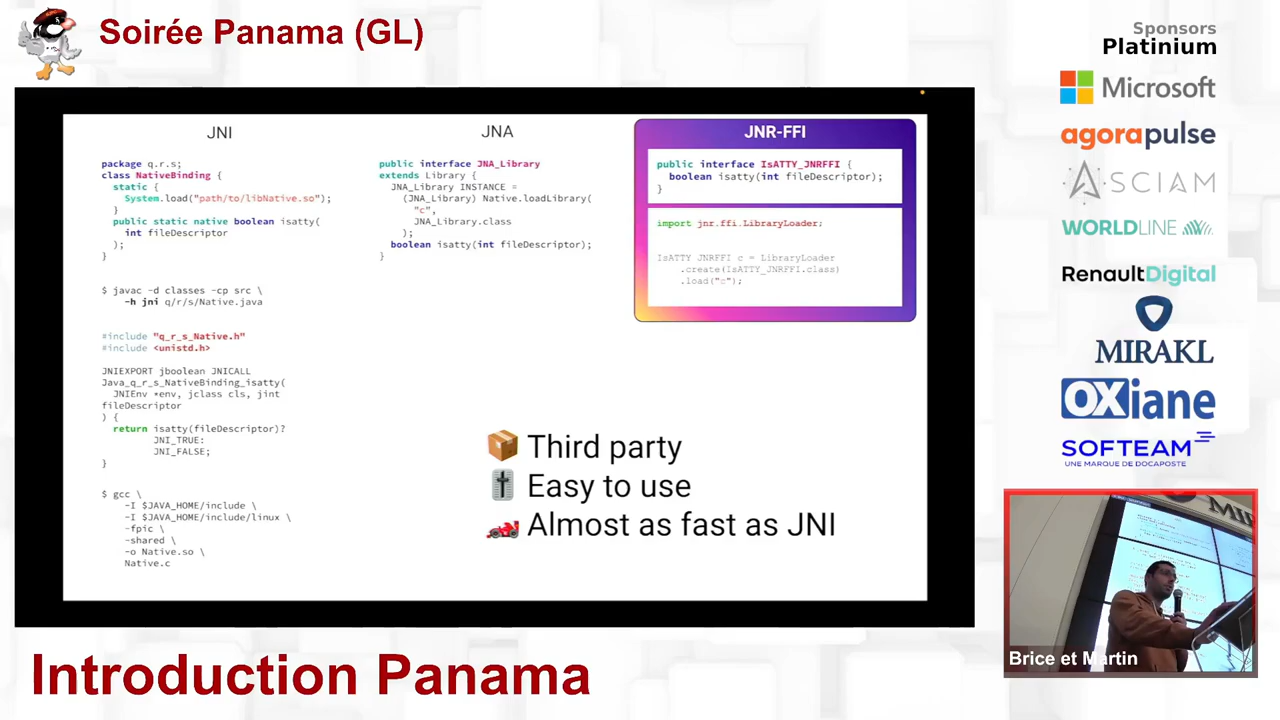 Soirée Panama (GL)
Sponsors
Platinium
Microsoft
agorapulse
ASCIAM
WORLDLINE
RenaultDigital
MIRAKL
OXiane
SOFTEAM
UNE MARQUE DE DOCAPOSTE
JNI
package q.r.s;
class NativeBinding {
static {
System.load("path/to/libNative.so");
}
public static native boolean isatty(
int fileDescriptor
);
}
$ javac -d classes -cp src \
-h jni q/r/s/Native.java
#include "q_r_s_Native.h"
#include <unistd.h>
JNIEXPORT jboolean JNICALL
Java_q_r_s_NativeBinding_isatty(
JNIEnv *env, jclass cls, jint
fileDescriptor
) {
return isatty(fileDescriptor)?
JNI_TRUE:
JNI_FALSE;
}
$ gcc \
-I $JAVA_HOME/include \
-I $JAVA_HOME/include/linux \
-fpic \
-shared \
-o Native.so \
Native.c
JNA
public interface JNA_Library
extends Library {
JNA_Library INSTANCE =
(JNA_Library) Native.loadLibrary(
"c",
JNA_Library.class
);
boolean isatty(int fileDescriptor);
}
JNR-FFI
public interface IsATTY_JNRFFI {
boolean isatty(int fileDescriptor);
}
import jnr.ffi.LibraryLoader;
IsATTY JNRFFI c = LibraryLoader
.create(IsATTY_JNRFFI.class)
.load("c");
Third party
Easy to use
Almost as fast as JNI
Brice et Martin
Introduction Panama